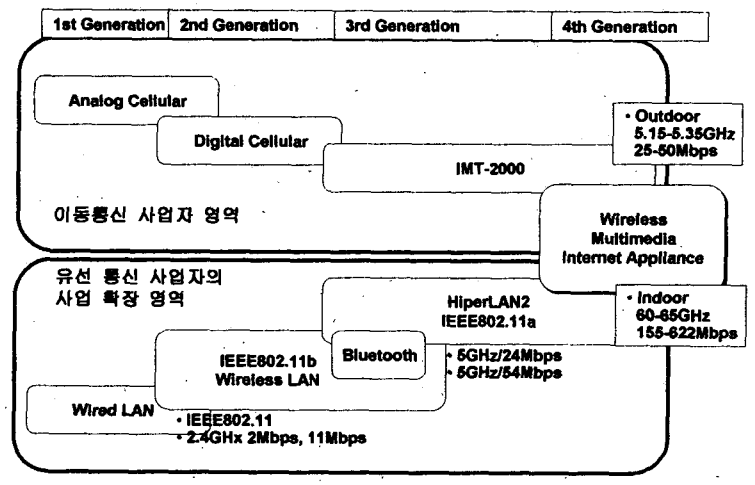 1st Generation 2nd Generation 3rd Generation 4th Generation
Analog Cellular
Digital Cellular
IMT-2000
• Outdoor
5.15-5.35GHz
25-50Mbps
이동통신 사업자 영역
Wireless
Multimedia
Internet Appliance
유선 통신 사업자의
사업 확장 영역
HiperLAN2
IEEE802.11a
• Indoor
60-65GHz
155-622Mbps
IEEE802.11b
Wireless LAN
Bluetooth
• 5GHz/24Mbps
• 5GHz/54Mbps
Wired LAN
• IEEE802.11
• 2.4GHx 2Mbps, 11Mbps